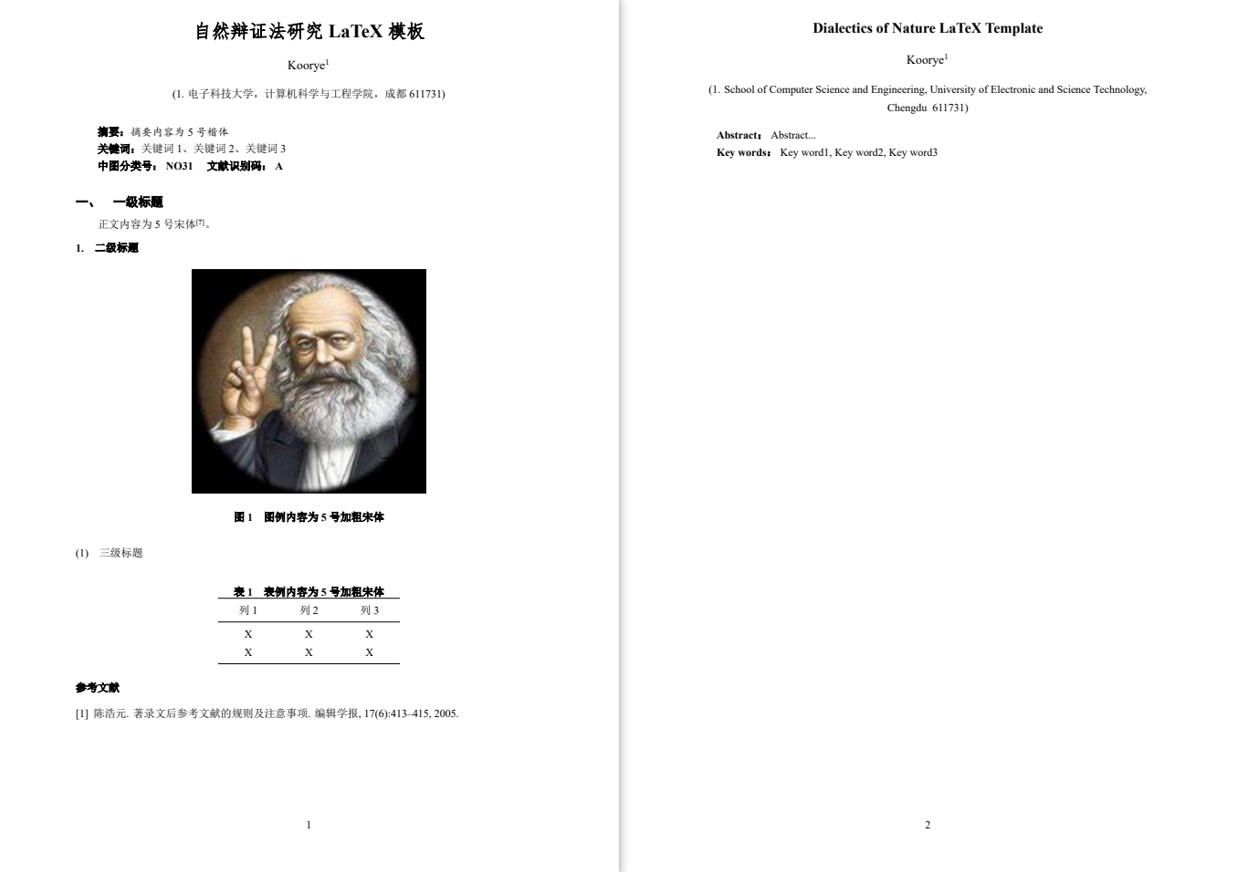 自然辩证法研究 LaTeX 模板
Koorye1
(1. 电子科技大学，计算机科学与工程学院，成都 611731)
摘要： 摘要内容为 5 号楷体
关键词： 关键词 1、关键词 2、关键词 3
中图分类号： NO31 文献识别码： A
一、 一级标题
正文内容为 5 号宋体[?]。
1. 二级标题
图 1 图例内容为 5 号加粗宋体
(1) 三级标题
表 1 表例内容为 5 号加粗宋体
列 1 列 2 列 3
X X X
X X X
参考文献
[1] 陈浩元. 著录文后参考文献的规则及注意事项. 编辑学报, 17(6):413–415, 2005.
1
Dialectics of Nature LaTeX Template
Koorye1
(1. School of Computer Science and Engineering, University of Electronic and Science Technology,
Chengdu 611731)
Abstract： Abstract...
Key words： Key word1, Key word2, Key word3
2